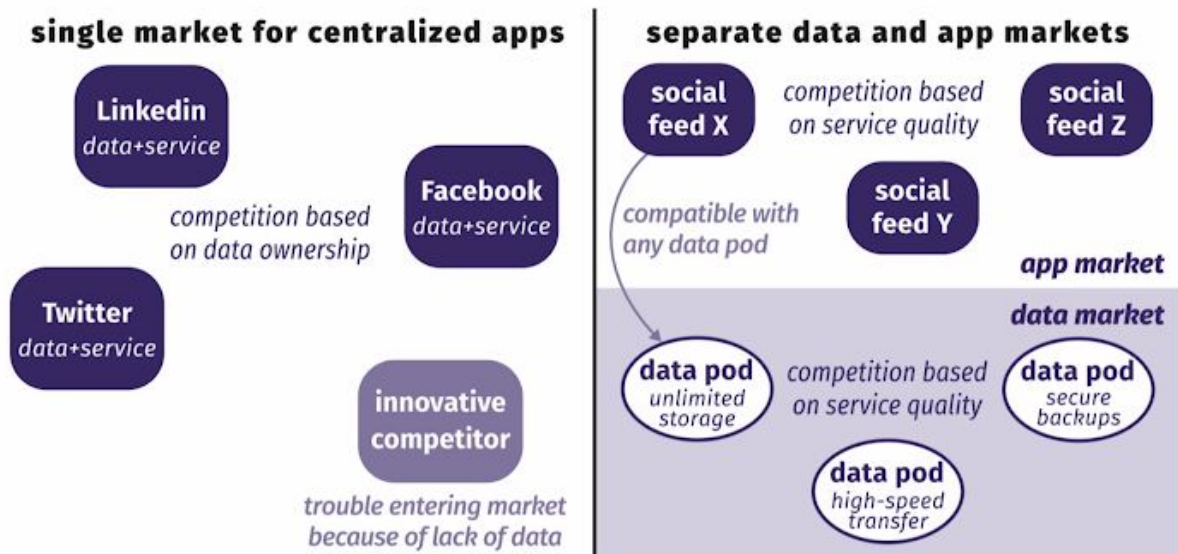 single market for centralized apps
Linkedin
data+service
Facebook
data+service
competition based
on data ownership
Twitter
data+service
innovative
competitor
trouble entering market
because of lack of data
separate data and app markets
social
feed X
competition based
on service quality
social
feed Z
social
feed Y
compatible with
any data pod
app market
data market
data pod
unlimited
storage
competition based
on service quality
data pod
secure
backups
data pod
high-speed
transfer